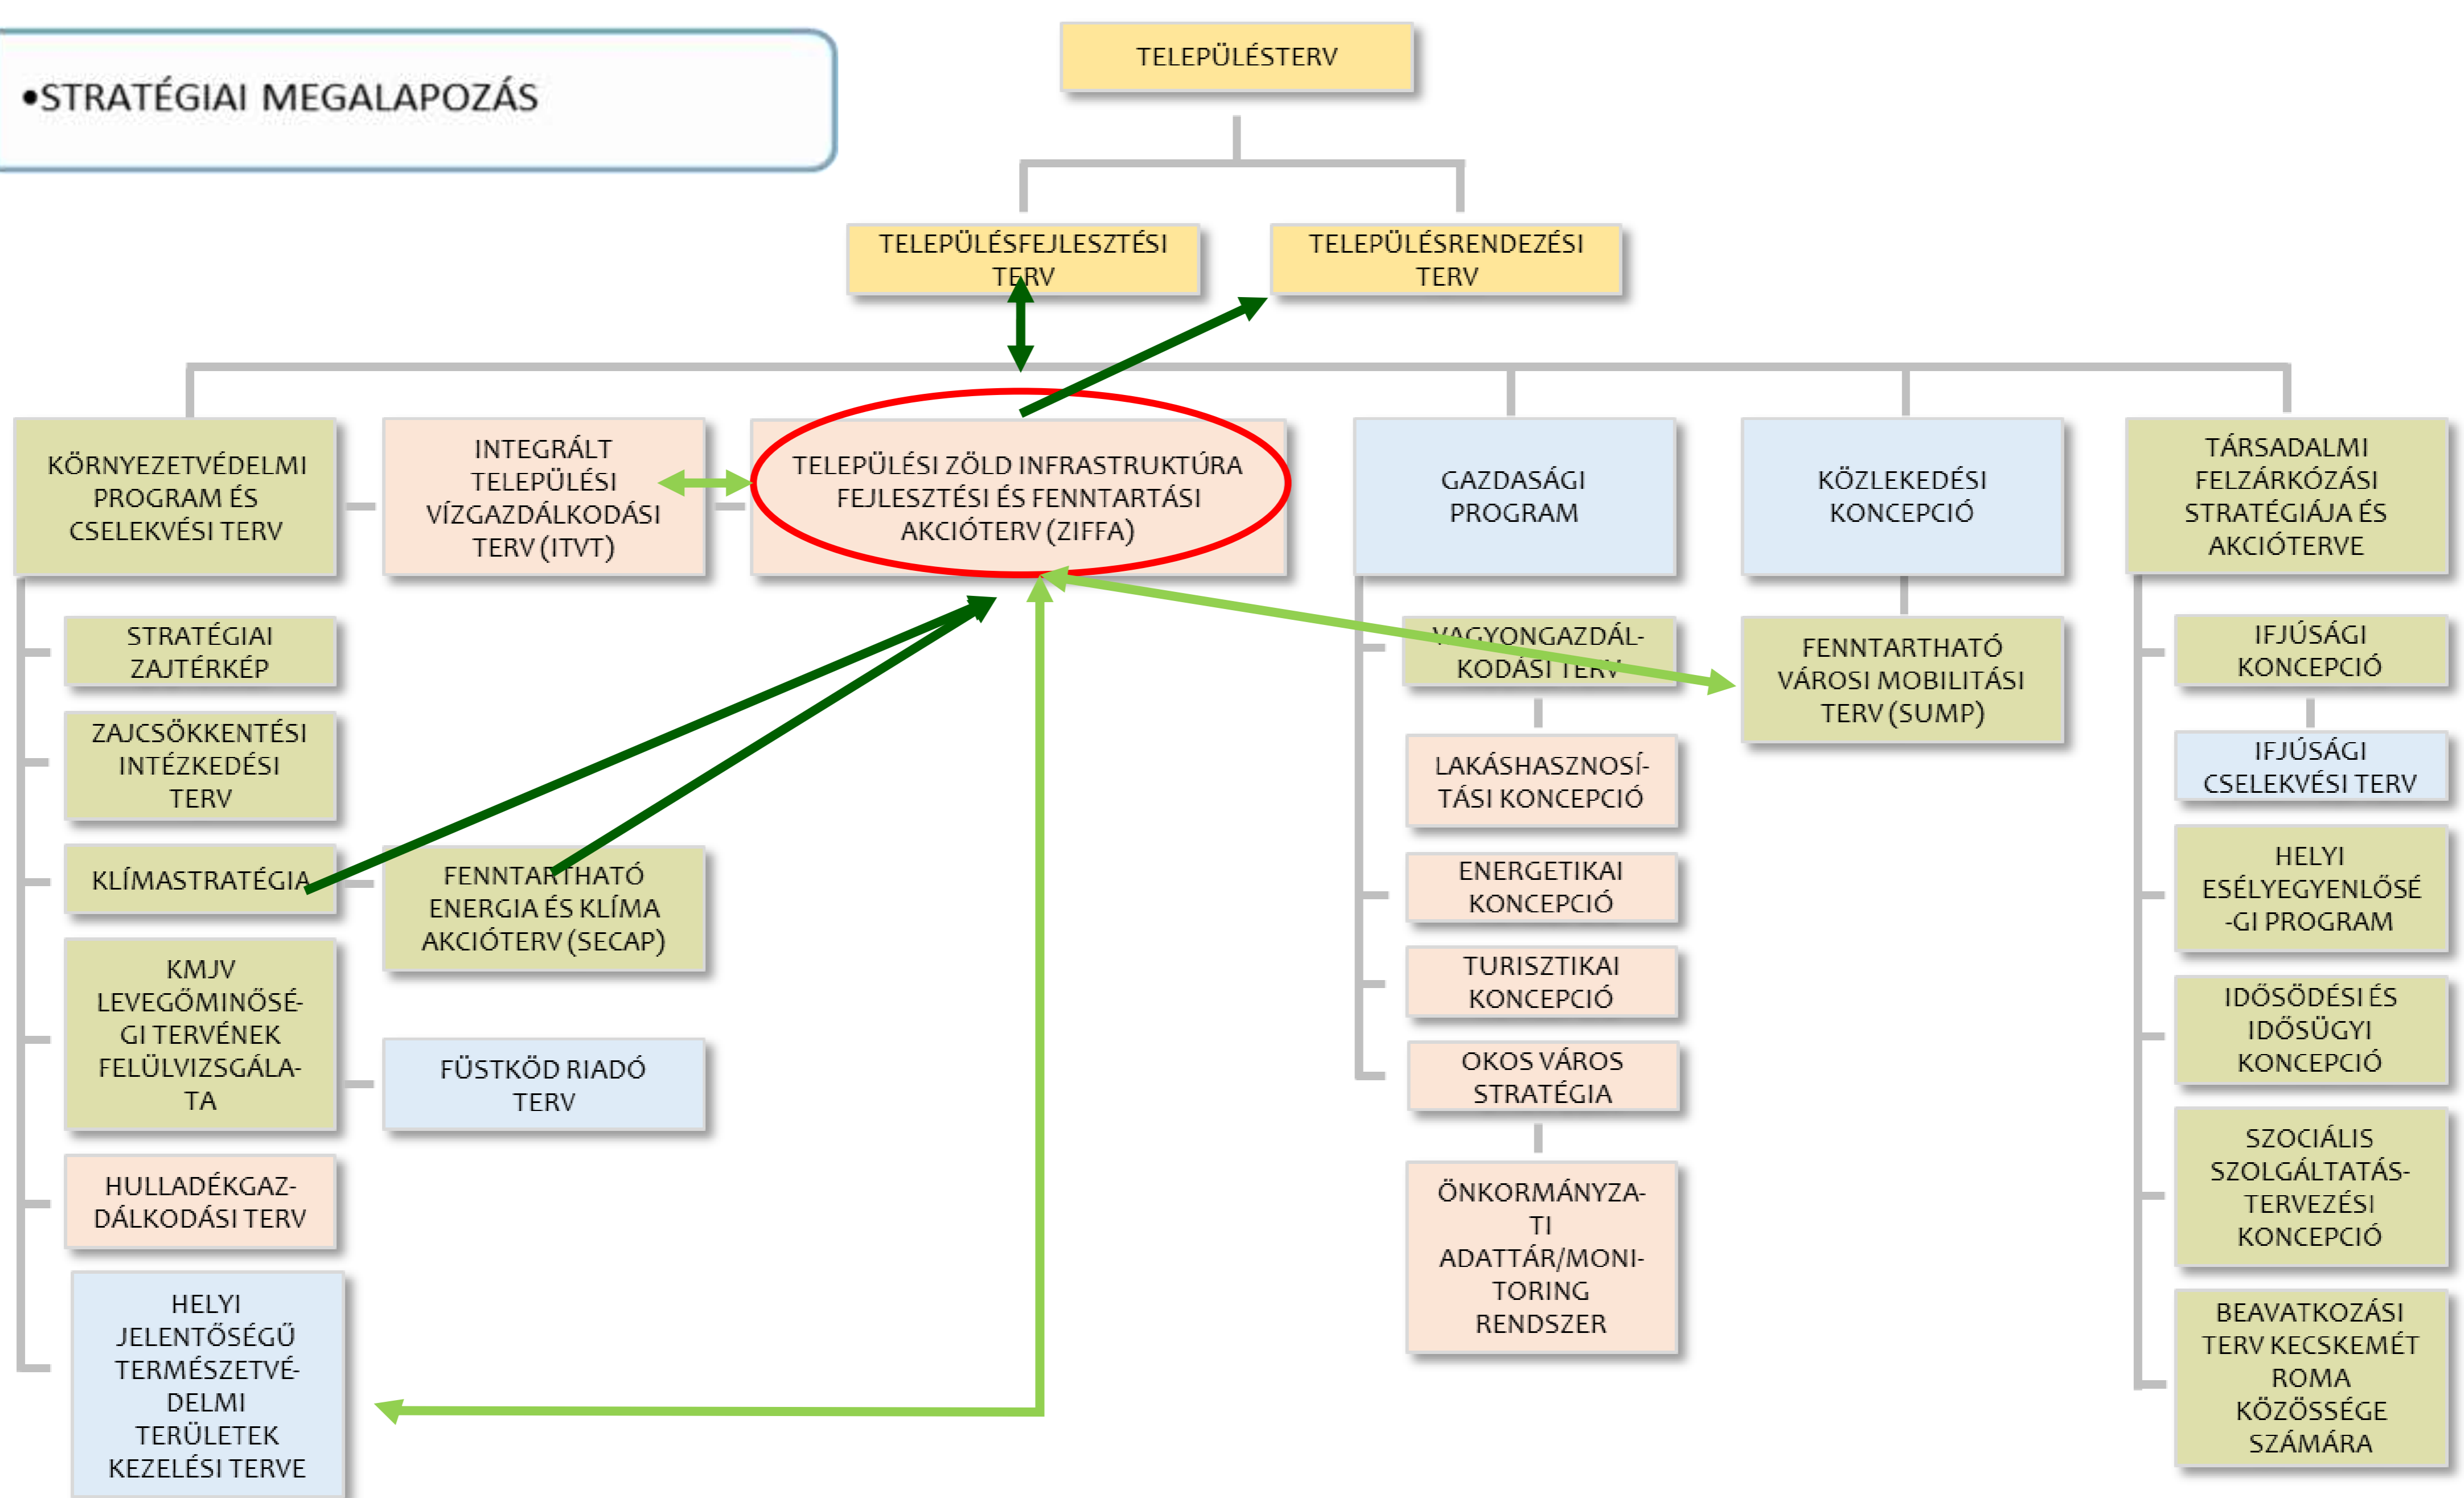 •STRATÉGIAI MEGALAPOZÁS
TELEPÜLÉSTERV
TELEPÜLÉSFEJLESZTÉSI
TERV
TELEPÜLÉSRENDEZÉSI
TERV
KÖRNYEZETVÉDELMI
PROGRAM ÉS
CSELEKVÉSI TERV
INTEGRÁLT
TELEPÜLÉSI
VÍZGAZDÁLKODÁSI
TERV (ITVT)
TELEPÜLÉSI ZÖLD INFRASTRUKTÚRA
FEJLESZTÉSI ÉS FENNTARTÁSI
AKCIÓTERV (ZIFFA)
GAZDASÁGI
PROGRAM
KÖZLEKEDÉSI
KONCEPCIÓ
TÁRSADALMI
FELZÁRKÓZÁSI
STRATÉGIÁJA ÉS
AKCIÓTERVE
STRATÉGIAI
ZAJTÉRKÉP
ZAJCSÖKKENTÉSI
INTÉZKEDÉSI
TERV
KLÍMASTRATÉGIA
FENNTARTHATÓ
ENERGIA ÉS KLÍMA
AKCIÓTERV (SECAP)
KMJV
LEVEGŐMINŐSÉ-
GI TERVÉNEK
FELÜLVIZSGÁLA-
TA
FÜSTKÖD RIADÓ
TERV
HULLADÉKGAZ-
DÁLKODÁSI TERV
HELYI
JELENTŐSÉGŰ
TERMÉSZETVÉ-
DELMI
TERÜLETEK
KEZELÉSI TERVE
VAGYONGAZDÁL-
KODÁSI TERV
LAKÁSHASZNOSÍ-
TÁSI KONCEPCIÓ
ENERGETIKAI
KONCEPCIÓ
TURISZTIKAI
KONCEPCIÓ
OKOS VÁROS
STRATÉGIA
ÖNKORMÁNYZA-
TI
ADATTÁR/MONI-
TORING
RENDSZER
FENNTARTHATÓ
VÁROSI MOBILITÁSI
TERV (SUMP)
IFJÚSÁGI
KONCEPCIÓ
IFJÚSÁGI
CSELEKVÉSI TERV
HELYI
ESÉLYEGYENLŐSÉ
-GI PROGRAM
IDŐSÖDÉSI ÉS
IDŐSÜGYI
KONCEPCIÓ
SZOCIÁLIS
SZOLGÁLTATÁS-
TERVEZÉSI
KONCEPCIÓ
BEAVATKOZÁSI
TERV KECSKEMÉT
ROMA
KÖZÖSSÉGE
SZÁMÁRA